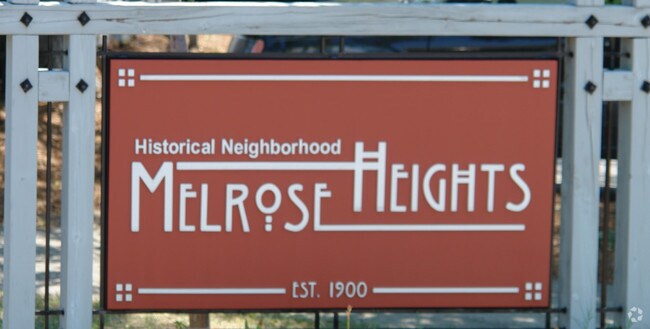 Historical Neighborhood
MELROSE HEIGHTS
EST. 1900